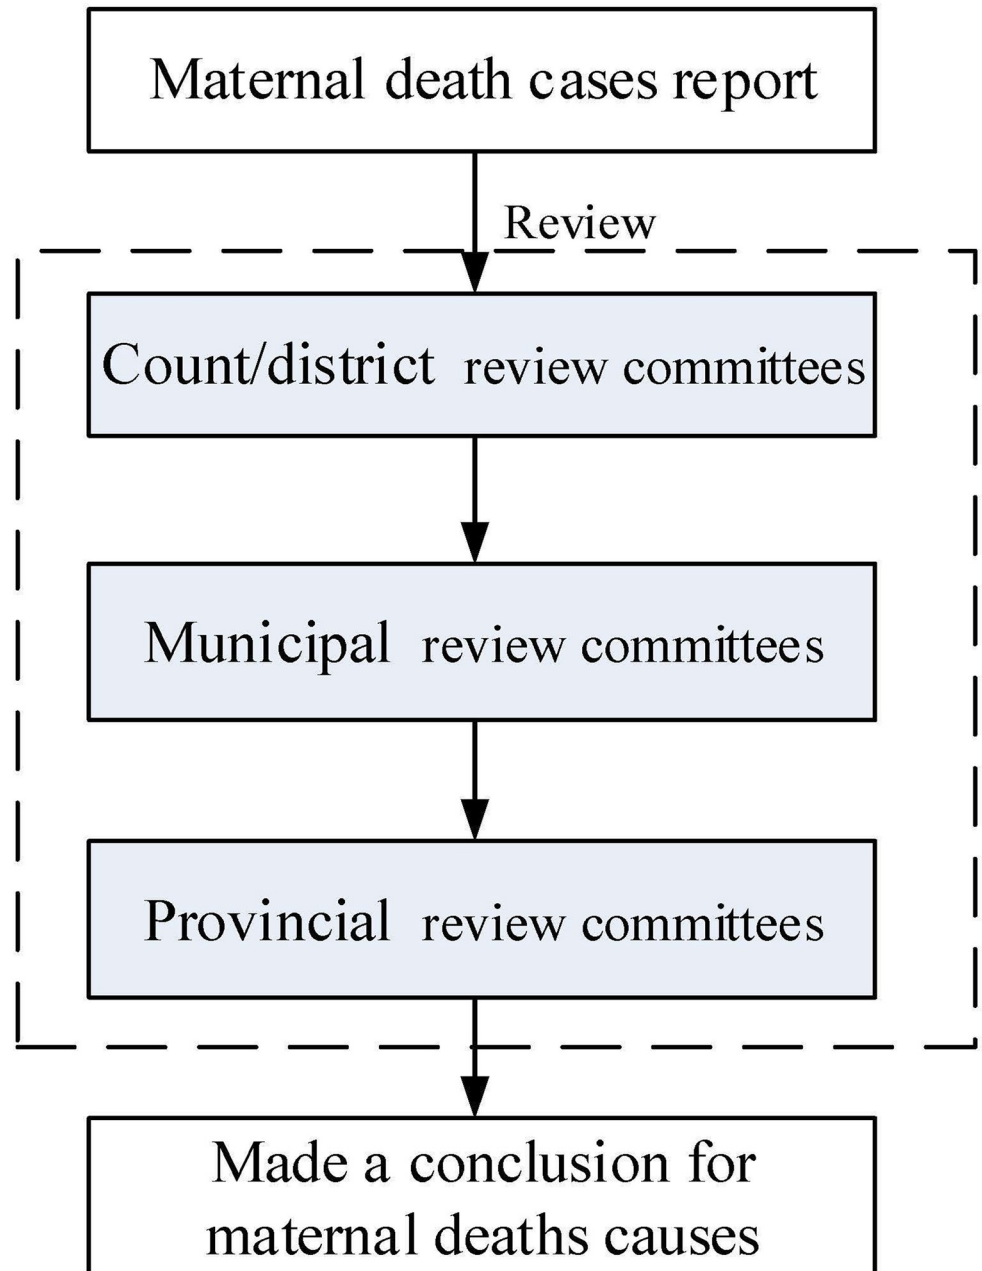 Maternal death cases report
Review
Count/district review committees
Municipal review committees
Provincial review committees
Made a conclusion for
maternal deaths causes